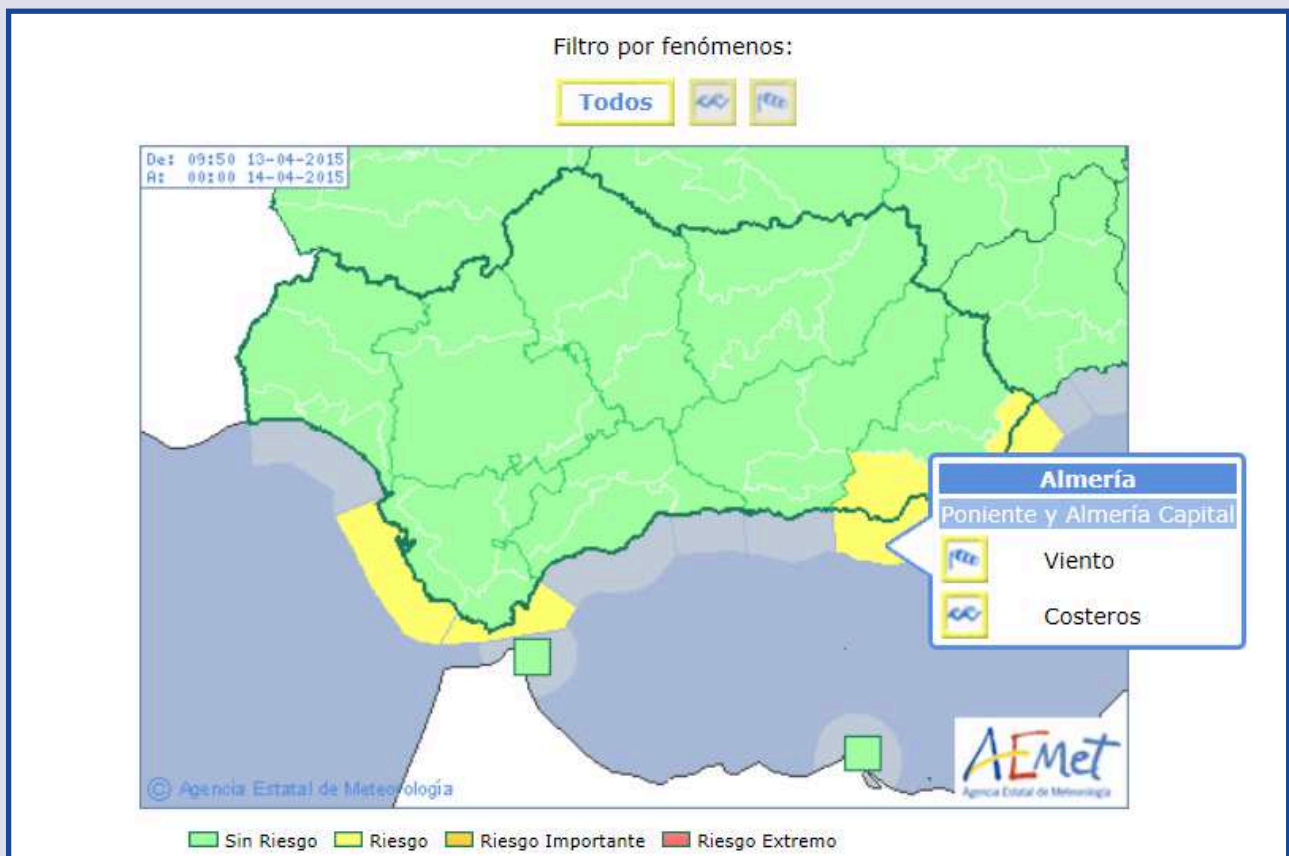 Filtro por fenómenos:
Todos
De: 09:50 13-04-2015
A: 00:00 14-04-2015
Almería
Poniente y Almería Capital
Viento
Costeros
AEMet
Agencia Estatal de Meteorología
© Agencia Estatal de Meteorología
Sin Riesgo Riesgo Riesgo Importante Riesgo Extremo